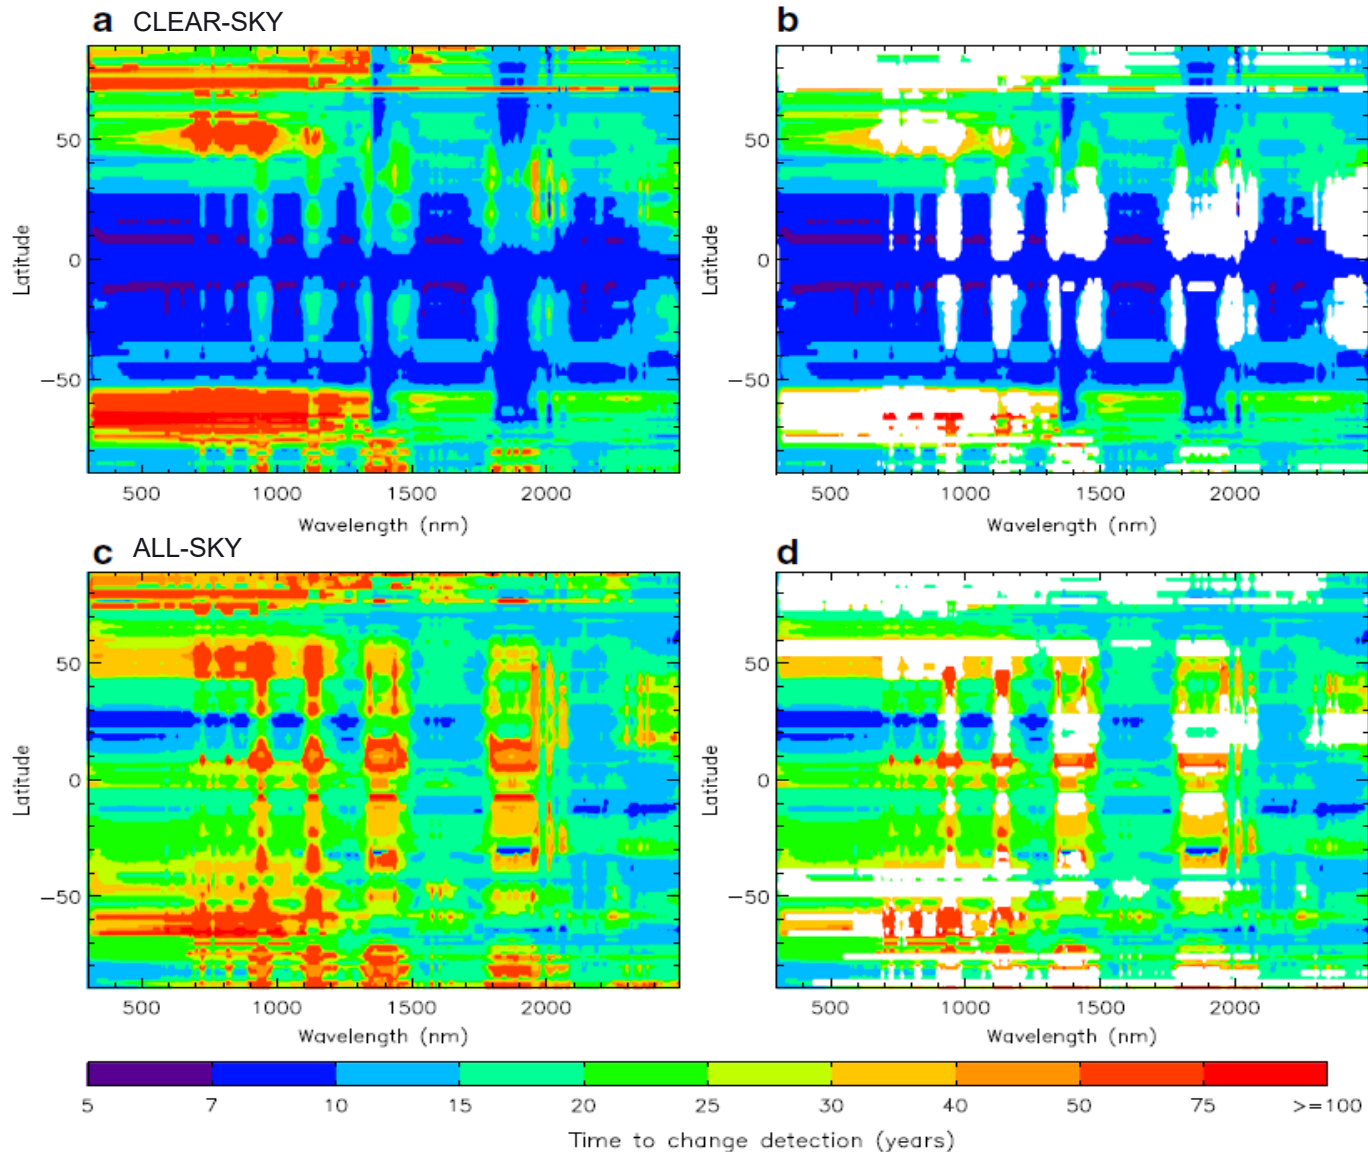 a CLEAR-SKY
b
50
0
−50
Latitude
500 1000 1500 2000
Wavelength (nm)
50
0
−50
Latitude
500 1000 1500 2000
Wavelength (nm)
c ALL-SKY
d
50
0
−50
Latitude
500 1000 1500 2000
Wavelength (nm)
50
0
−50
Latitude
500 1000 1500 2000
Wavelength (nm)
5 7 10 15 20 25 30 40 50 75 >=100
Time to change detection (years)